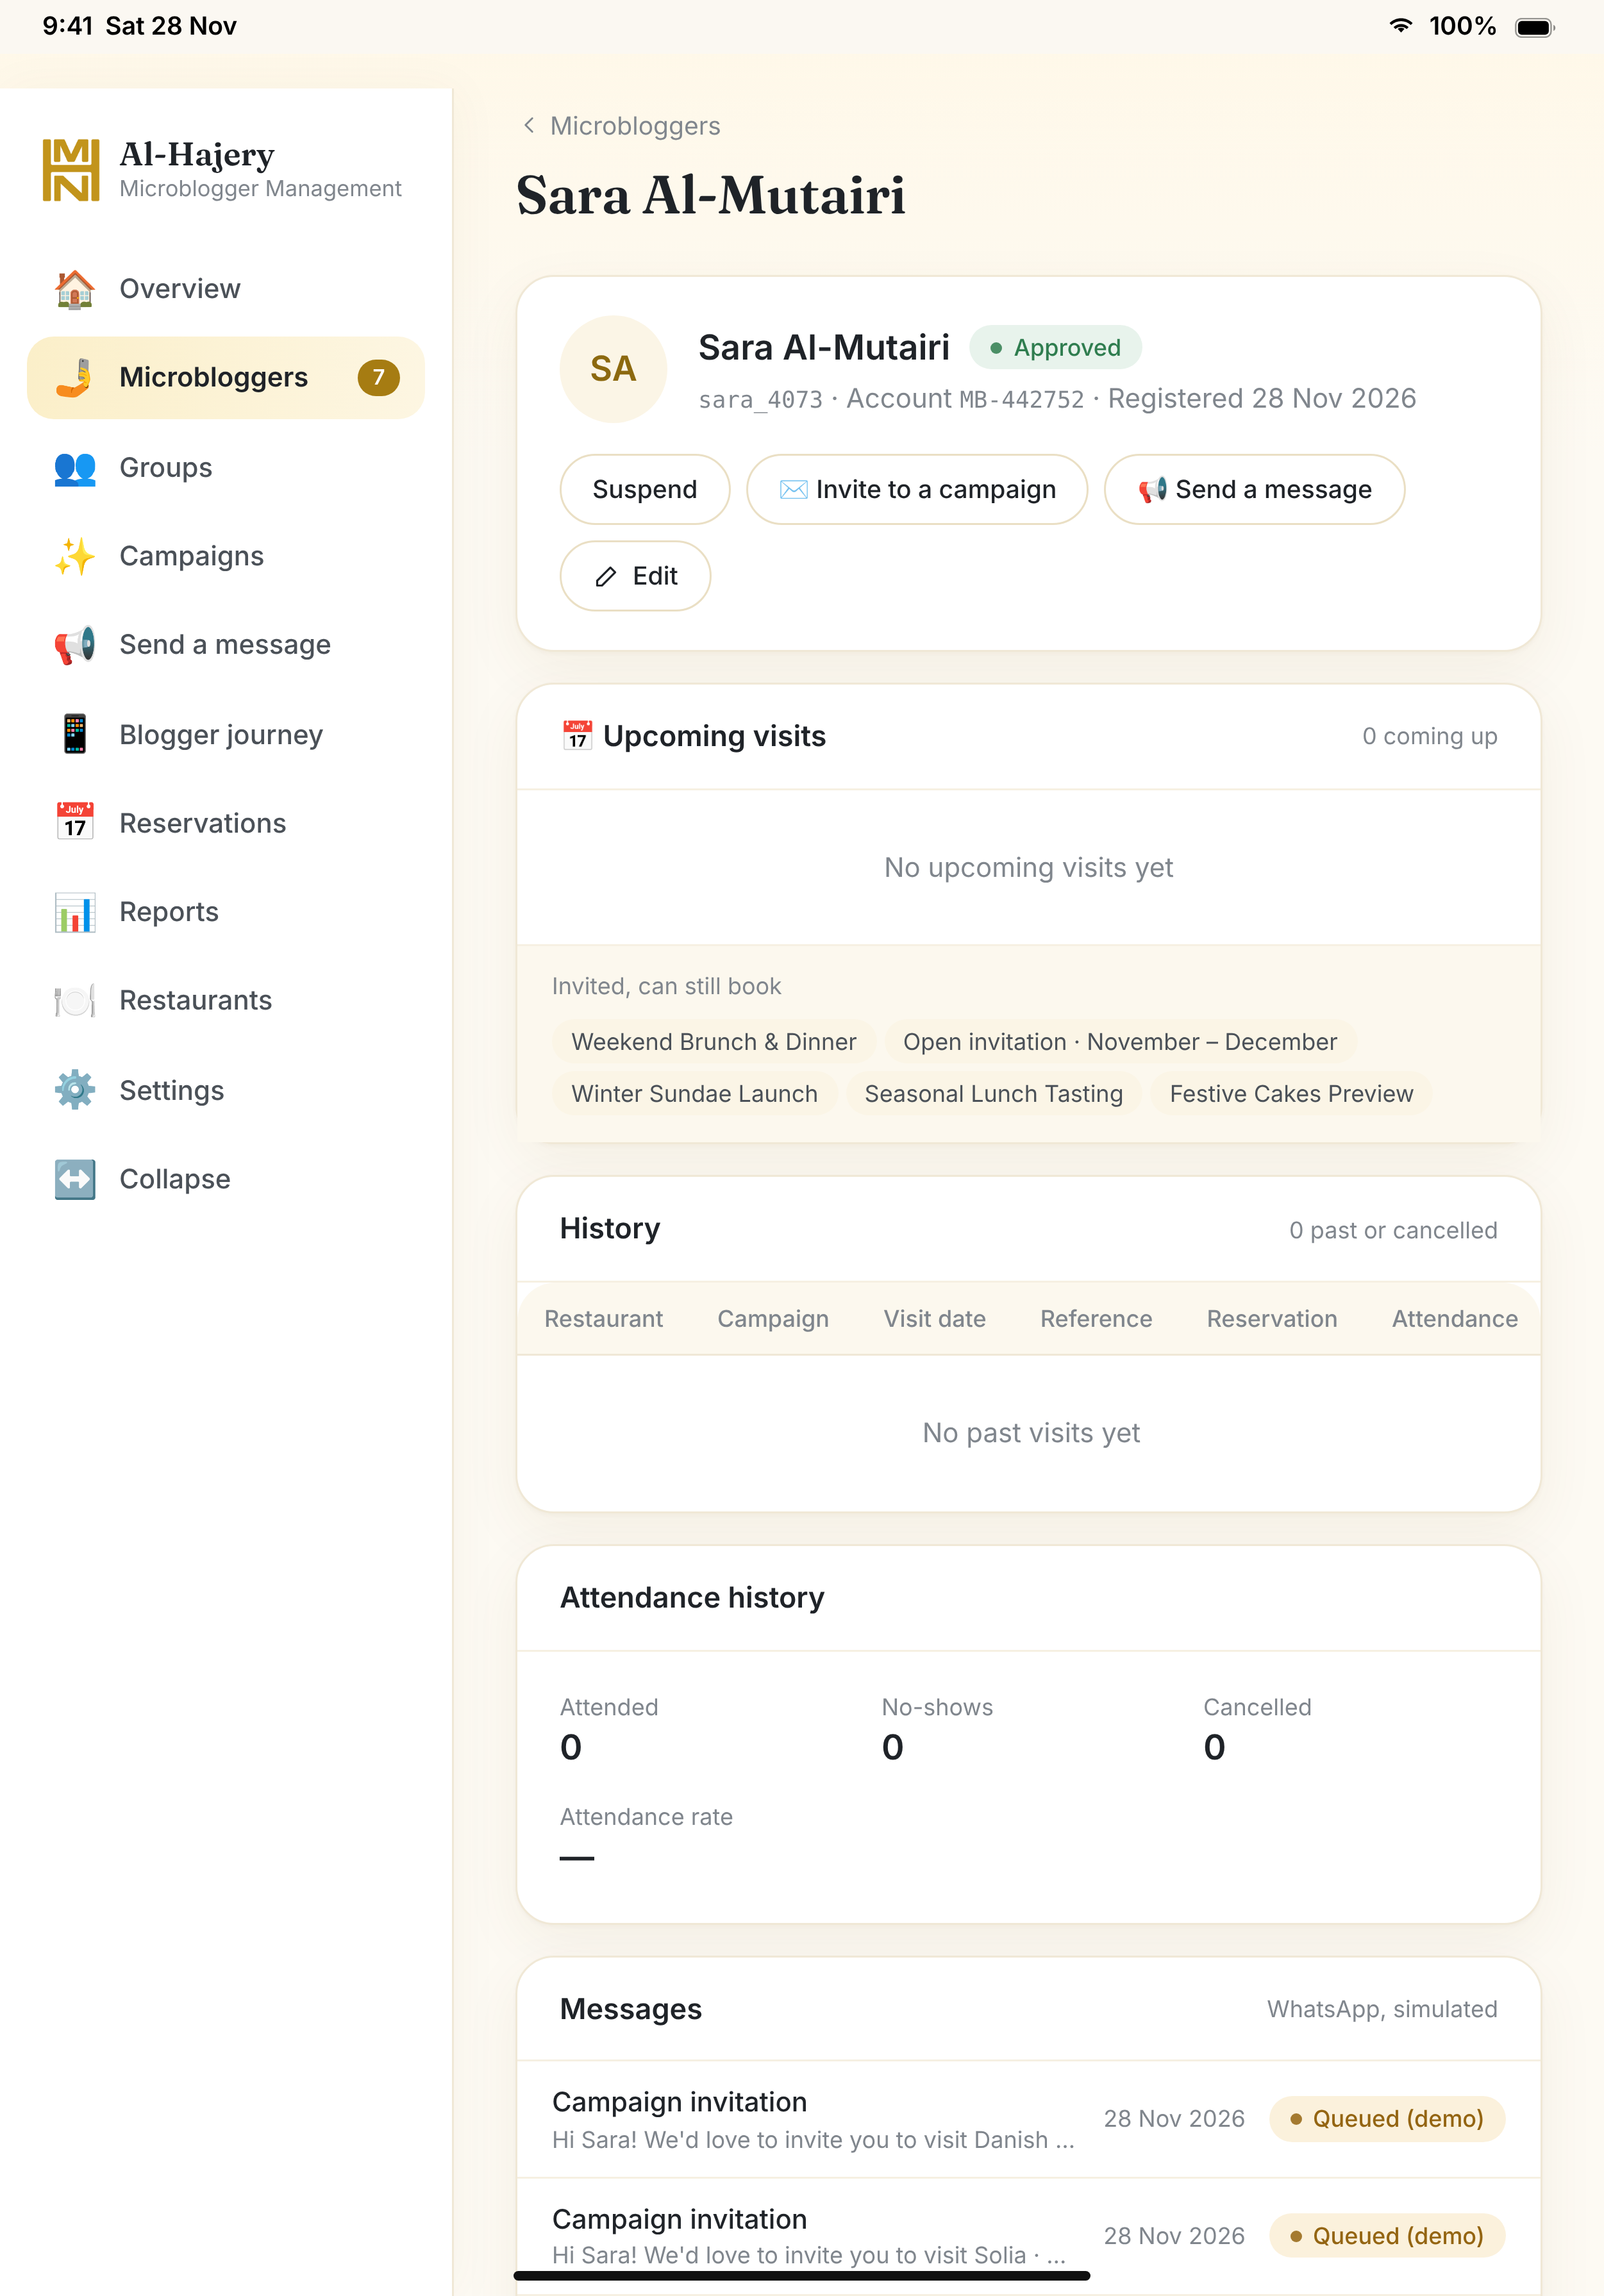 9:41 Sat 28 Nov
100%
Al-Hajery
Microblogger Management
Overview
Microbloggers 7
Groups
Campaigns
Send a message
Blogger journey
Reservations
Reports
Restaurants
Settings
Collapse
Microbloggers
Sara Al-Mutairi
SA
Sara Al-Mutairi Approved
sara_4073 · Account MB-442752 · Registered 28 Nov 2026
Suspend Invite to a campaign Send a message
Edit
Upcoming visits 0 coming up
No upcoming visits yet
Invited, can still book
Weekend Brunch & Dinner Open invitation · November – December
Winter Sundae Launch Seasonal Lunch Tasting Festive Cakes Preview
History 0 past or cancelled
Restaurant Campaign Visit date Reference Reservation Attendance
No past visits yet
Attendance history
Attended No-shows Cancelled
0 0 0
Attendance rate
—
Messages WhatsApp, simulated
Campaign invitation
Hi Sara! We'd love to invite you to visit Danish ...
28 Nov 2026 Queued (demo)
Campaign invitation
Hi Sara! We'd love to invite you to visit Solia · ...
28 Nov 2026 Queued (demo)